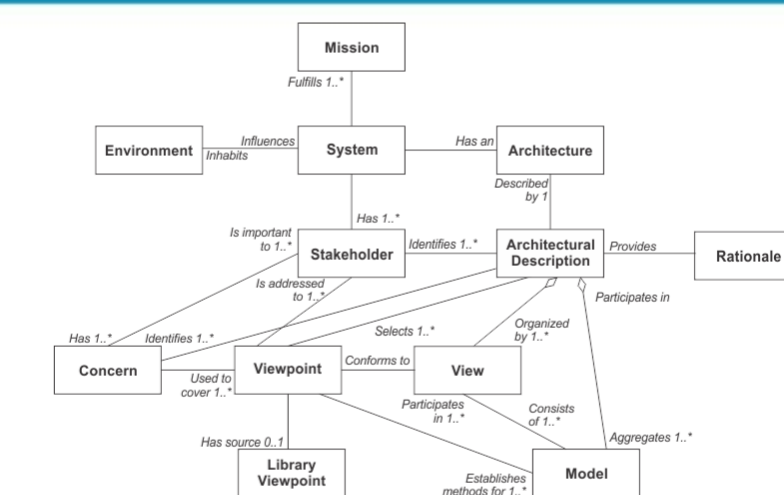 Mission
Fulfills 1..*
Environment
Influences
Inhabits
System
Has an
Architecture
Described
by 1
Has 1..*
Is important
to 1..*
Stakeholder
Identifies 1..*
Architectural
Description
Provides
Rationale
Is addressed
to 1..*
Participates in
Has 1..*
Identifies 1..*
Selects 1..*
Organized
by 1..*
Concern
Used to
cover 1..*
Viewpoint
Conforms to
View
Participates
in 1..*
Consists
of 1..*
Aggregates 1..*
Has source 0..1
Library
Viewpoint
Establishes
methods for 1..*
Model